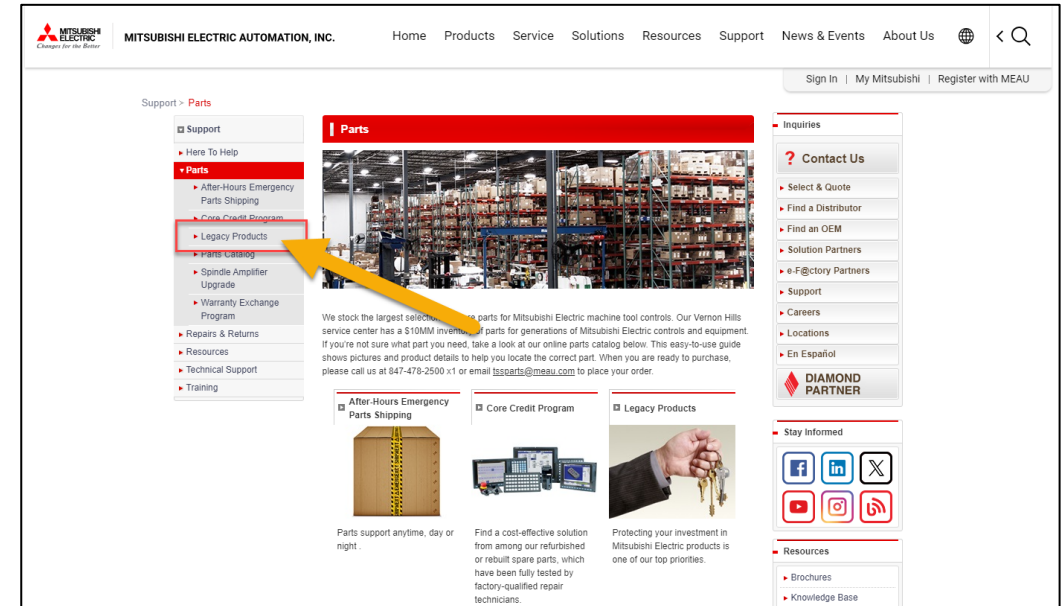 MITSUBISHI
ELECTRIC
Changes for the Better
MITSUBISHI ELECTRIC AUTOMATION, INC.
Home Products Service Solutions Resources Support News & Events About Us
Sign In | My Mitsubishi | Register with MEAU
Support > Parts
Support
Here To Help
Parts
After-Hours Emergency
Parts Shipping
Core Credit Program
Legacy Products
Parts Catalog
Spindle Amplifier
Upgrade
Warranty Exchange
Program
Repairs & Returns
Resources
Technical Support
Training
Parts
We stock the largest selection parts for Mitsubishi Electric machine tool controls. Our Vernon Hills
service center has a $10MM inventory of parts for generations of Mitsubishi Electric controls and equipment.
If you're not sure what part you need, take a look at our online parts catalog below. This easy-to-use guide
shows pictures and product details to help you locate the correct part. When you are ready to purchase,
please call us at 847-478-2500 x1 or email tssparts@meau.com to place your order.
After-Hours Emergency
Parts Shipping
Parts support anytime, day or
night .
Core Credit Program
Find a cost-effective solution
from among our refurbished
or rebuilt spare parts, which
have been fully tested by
factory-qualified repair
technicians.
Legacy Products
Protecting your investment in
Mitsubishi Electric products is
one of our top priorities.
Inquiries
? Contact Us
Select & Quote
Find a Distributor
Find an OEM
Solution Partners
e-F@ctory Partners
Support
Careers
Locations
En Español
DIAMOND
PARTNER
Stay Informed
Resources
Brochures
Knowledge Base